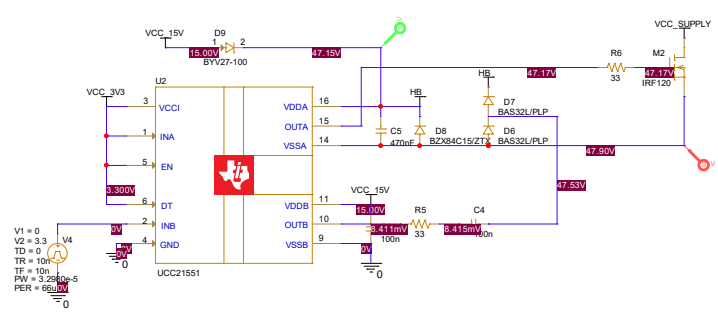 VCC_SUPPLY
VCC_15V
D9
1
2
15.00V
47.15V
BYV27-100
R6
M2
47.17V
33
47.17V
IRF120
U2
HB
D7
VCC_3V3
HB
BAS32L/PLP
3
VCCI
VDDA
16
OUTA
15
C5
D8
D6
1
INA
VSSA
14
470nF
BZX84C15/ZTX
BAS32L/PLP
47.90V
5
EN
47.53V
3.300V
VCC_15V
6
DT
VDDB
11
15.00V
R5
C4
V1 = 0
0V
2
INB
OUTB
10
8.411mV
8.415mV
V2 = 3.3
V4
100n
33
100n
TD = 0
0V
4
GND
VSSB
9
0V
TR = 10n
0
TF = 10n
UCC21551
0
PW = 3.2980e-5
PER = 66u
0V
0